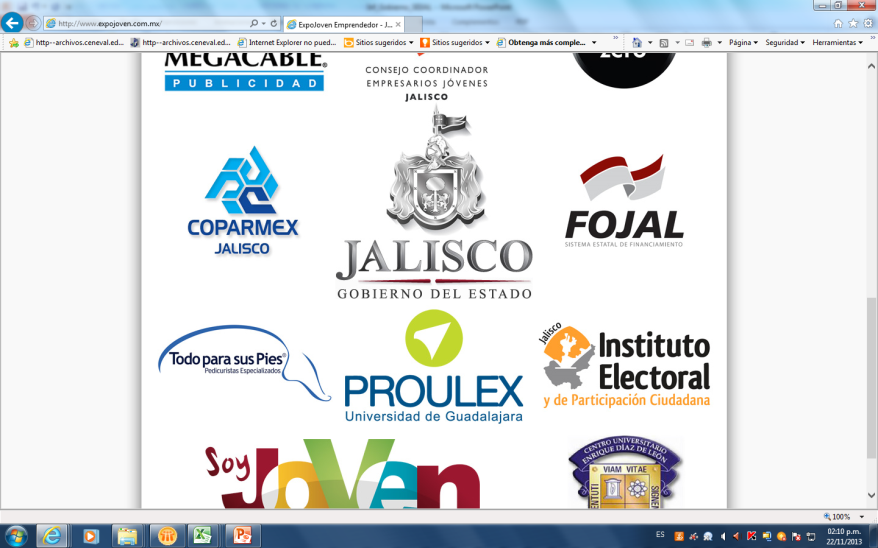 http://www.expojoven.com.mx/
ExpoJoven Emprendedor - J...
http--archivos.ceneval.ed...
http--archivos.ceneval.ed...
Internet Explorer no pued...
Sitios sugeridos
Sitios sugeridos
Obtenga más comple...
Página
Seguridad
Herramientas
MEGACABLE
PUBLICIDAD
CONSEJO COORDINADOR
EMPRESARIOS JÓVENES
JALISCO
zero
COPARMEX
JALISCO
JALISCO
GOBIERNO DEL ESTADO
FOJAL
SISTEMA ESTATAL DE FINANCIAMIENTO
Todo para sus Pies®
Pedicuristas Especializados
PROULEX
Universidad de Guadalajara
Jalisco
Instituto
Electoral
y de Participación Ciudadana
Soy
JoVen
CENTRO UNIVERSITARIO
ENRIQUE DÍAZ DE LEÓN
VIAM VITAE
100%
ES
02:10 p.m.
22/11/2013